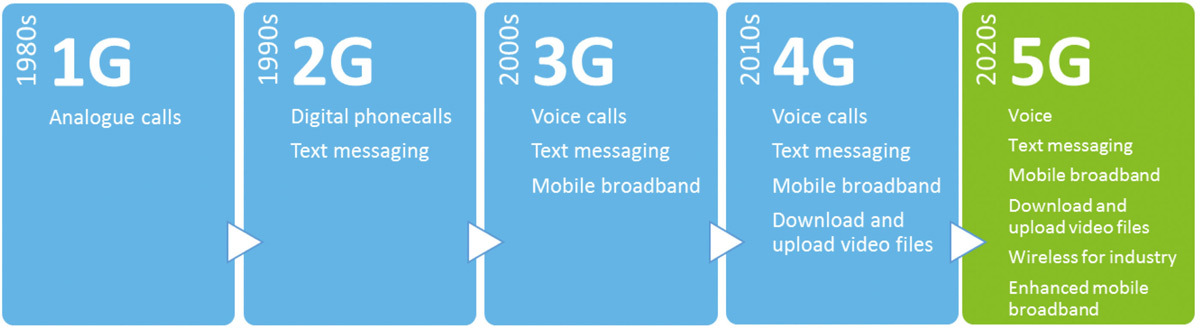 1980s
1G
Analogue calls
1990s
2G
Digital phonecalls
Text messaging
2000s
3G
Voice calls
Text messaging
Mobile broadband
2010s
4G
Voice calls
Text messaging
Mobile broadband
Download and
upload video files
2020s
5G
Voice
Text messaging
Mobile broadband
Download and
upload video files
Wireless for industry
Enhanced mobile
broadband